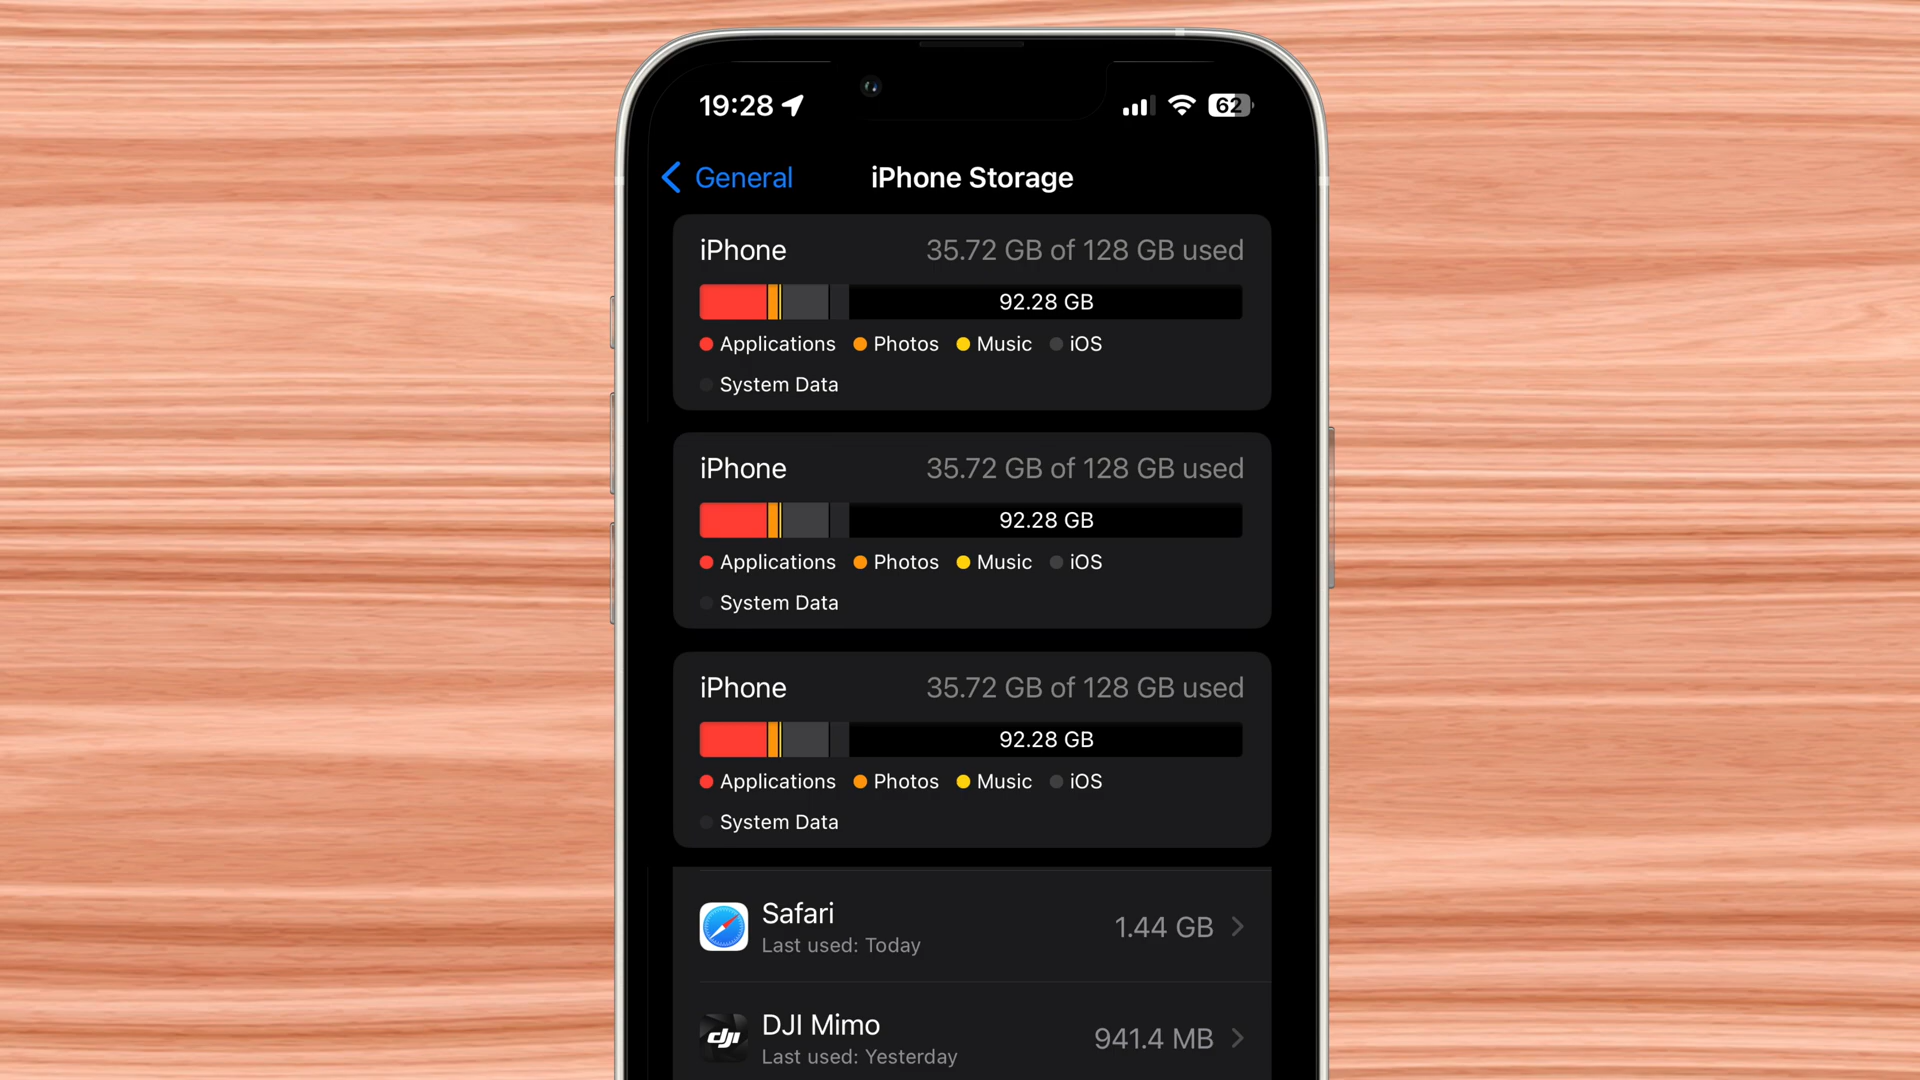 19:28
62
General
iPhone Storage
iPhone 35.72 GB of 128 GB used
92.28 GB
Applications Photos Music iOS
System Data
iPhone 35.72 GB of 128 GB used
92.28 GB
Applications Photos Music iOS
System Data
iPhone 35.72 GB of 128 GB used
92.28 GB
Applications Photos Music iOS
System Data
Safari
Last used: Today
1.44 GB
dji
DJI Mimo
Last used: Yesterday
941.4 MB